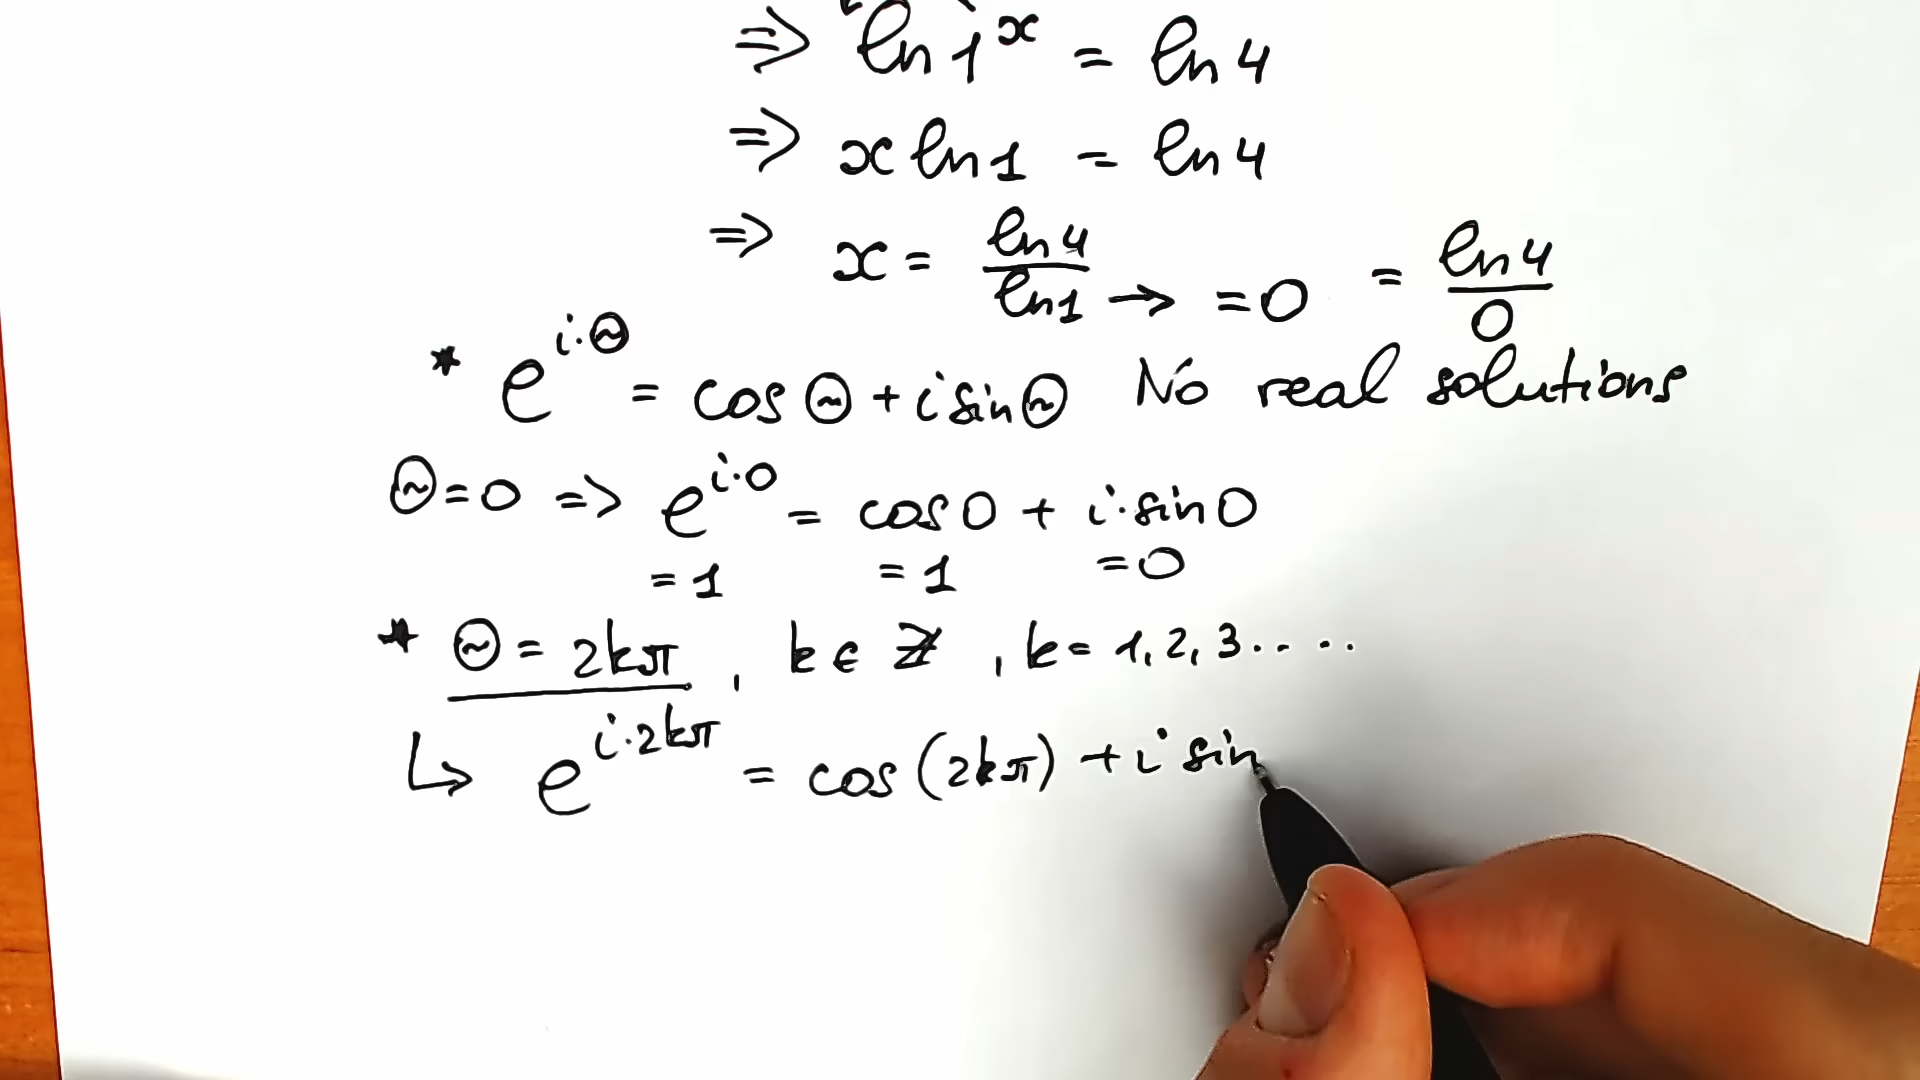 => ln 1^x = ln 4
=> x ln 1 = ln 4
=> x = ln 4 / ln 1 → = 0 = ln 4 / 0
* e^(i·Θ) = cos Θ + i sin Θ No real solutions
Θ = 0 => e^(i·0) = cos 0 + i·sin 0
= 1 = 1 = 0
* Θ = 2kπ, k ∈ ℤ, k = 1, 2, 3....
↳ e^(i·2kπ) = cos (2kπ) + i sin